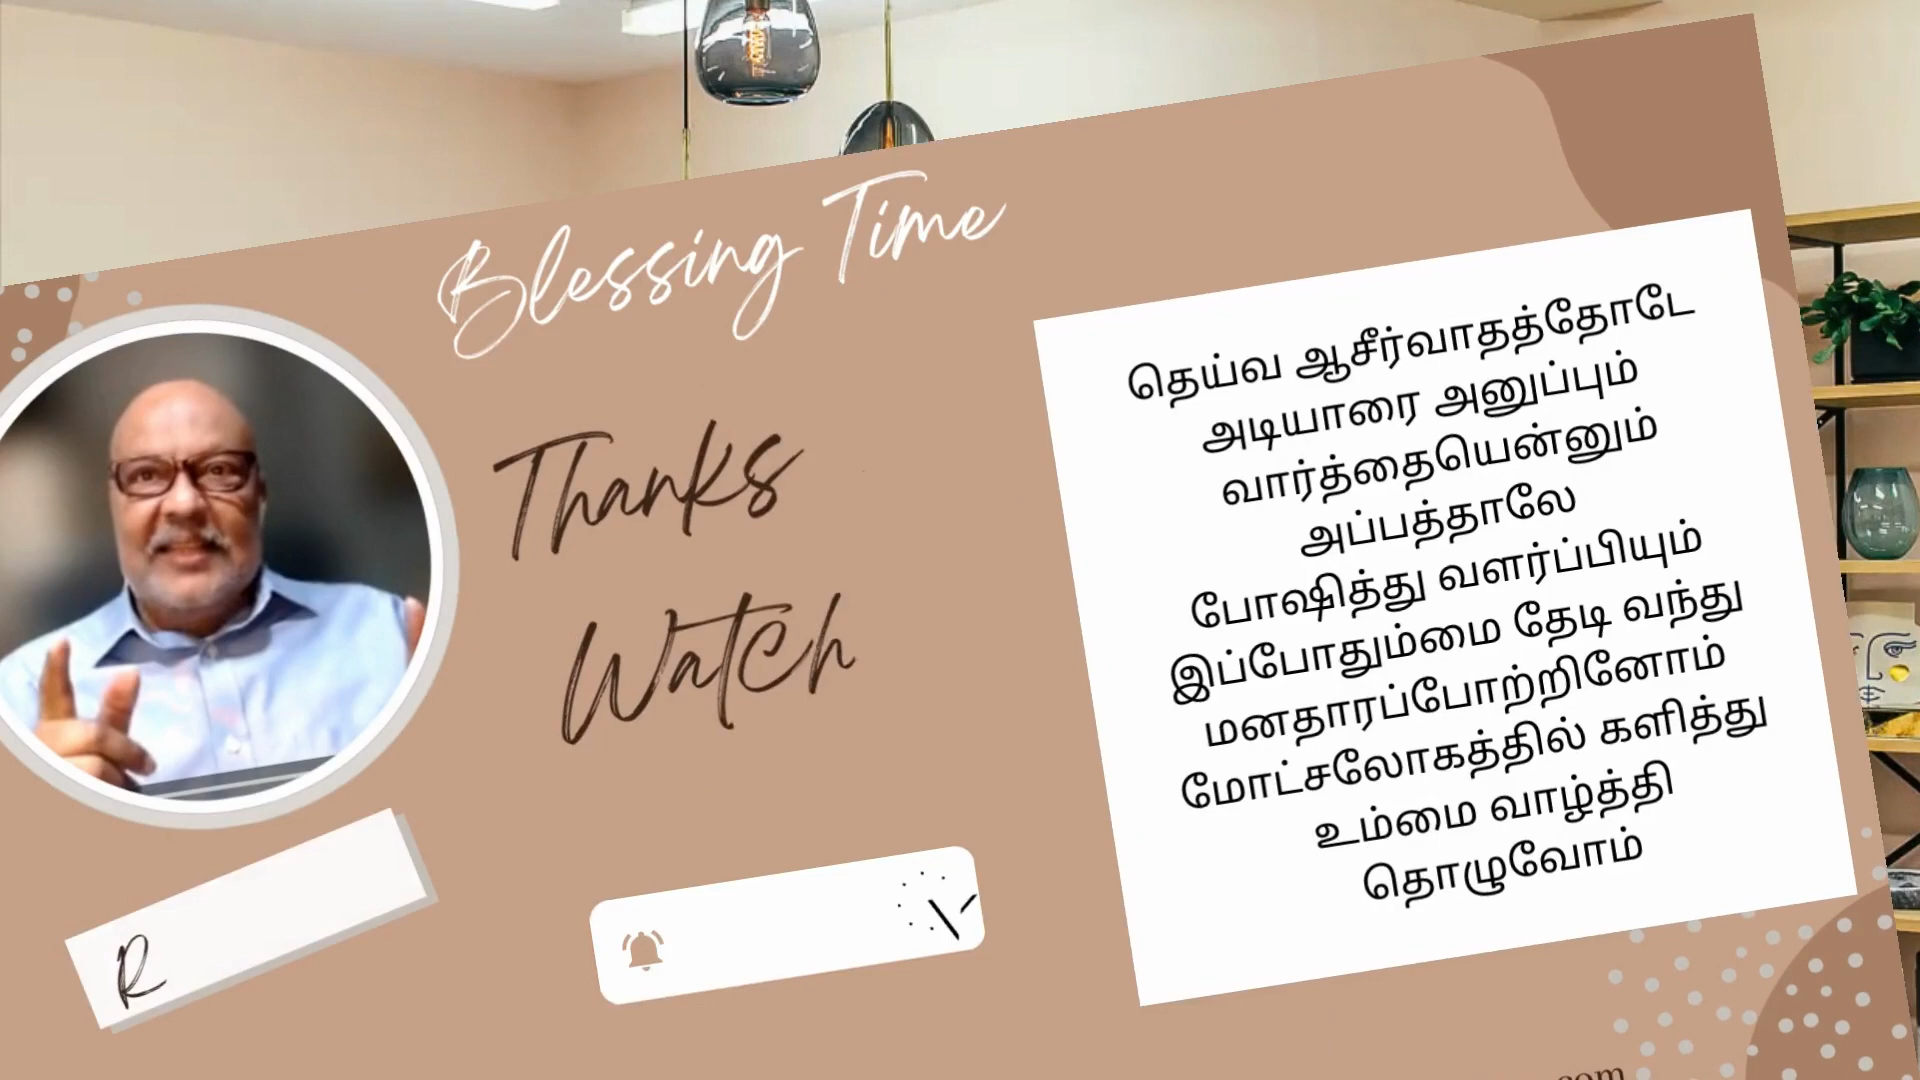 Blessing Time
Thanks
Watch
R
தெய்வ ஆசீர்வாதத்தோடே
அடியாரை அனுப்பும்
வார்த்தையென்னும்
அப்பத்தாலே
போஷித்து வளர்ப்பியும்
இப்போதும்மை தேடி வந்து
மனதாரப்போற்றினோம்
மோட்சலோகத்தில் களித்து
உம்மை வாழ்த்தி
தொழுவோம்
.com